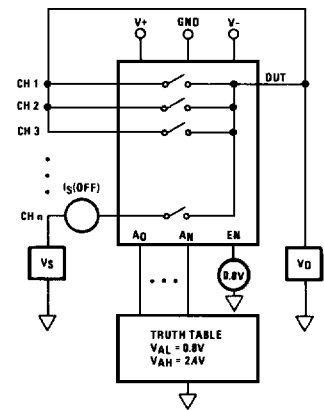 V+ GND V-
CH 1
OUT
CH 2
CH 3
IS(OFF)
CH n
A0 AN EN
VS
0.8V
VD
TRUTH TABLE
VAL = 0.8V
VAH = 2.4V